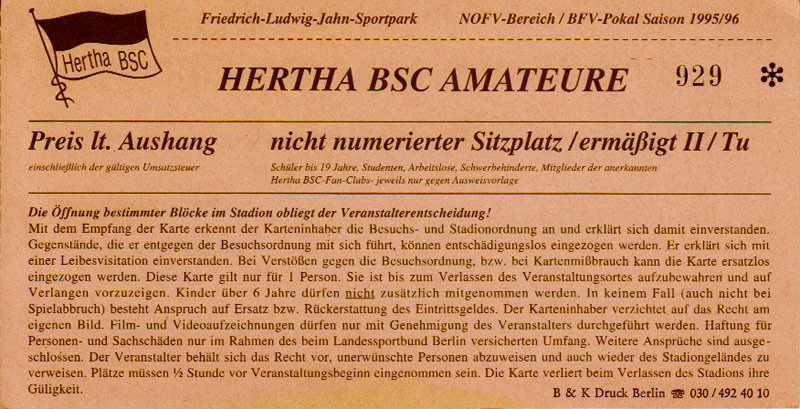 Hertha BSC
Friedrich-Ludwig-Jahn-Sportpark NOFV-Bereich / BFV-Pokal Saison 1995/96
HERTHA BSC AMATEURE 929 *
Preis lt. Aushang nicht numerierter Sitzplatz / ermäßigt II / Tu
einschließlich der gültigen Umsatzsteuer Schüler bis 19 Jahre, Studenten, Arbeitslose, Schwerbehinderte, Mitglieder der anerkannten
Hertha BSC-Fan-Clubs- jeweils nur gegen Ausweisvorlage
Die Öffnung bestimmter Blöcke im Stadion obliegt der Veranstalterentscheidung!
Mit dem Empfang der Karte erkennt der Karteninhaber die Besuchs- und Stadionordnung an und erklärt sich damit einverstanden.
Gegenstände, die er entgegen der Besuchsordnung mit sich führt, können entschädigungslos eingezogen werden. Er erklärt sich mit
einer Leibesvisitation einverstanden. Bei Verstößen gegen die Besuchsordnung, bzw. bei Kartenmißbrauch kann die Karte ersatzlos
eingezogen werden. Diese Karte gilt nur für 1 Person. Sie ist bis zum Verlassen des Veranstaltungsortes aufzubewahren und auf
Verlangen vorzuzeigen. Kinder über 6 Jahre dürfen nicht zusätzlich mitgenommen werden. In keinem Fall (auch nicht bei
Spielabbruch) besteht Anspruch auf Ersatz bzw. Rückerstattung des Eintrittsgeldes. Der Karteninhaber verzichtet auf das Recht am
eigenen Bild. Film- und Videoaufzeichnungen dürfen nur mit Genehmigung des Veranstalters durchgeführt werden. Haftung für
Personen- und Sachschäden nur im Rahmen des beim Landessportbund Berlin versicherten Umfang. Weitere Ansprüche sind ausge-
schlossen. Der Veranstalter behält sich das Recht vor, unerwünschte Personen abzuweisen und auch wieder des Stadiongeländes zu
verweisen. Plätze müssen ½ Stunde vor Veranstaltungsbeginn eingenommen sein. Die Karte verliert beim Verlassen des Stadions ihre
Güligkeit. B & K Druck Berlin ☎ 030 / 492 40 10